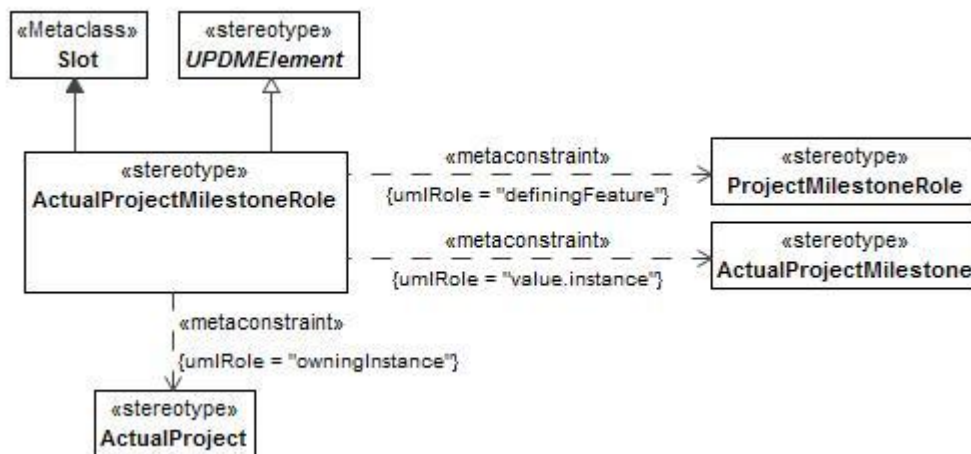 «Metaclass»
Slot
«stereotype»
UPDMElement
«stereotype»
ActualProjectMilestoneRole
«metaconstraint»
{umlRole = "definingFeature"}
«stereotype»
ProjectMilestoneRole
«metaconstraint»
{umlRole = "value.instance"}
«stereotype»
ActualProjectMilestone
«metaconstraint»
{umlRole = "owningInstance"}
«stereotype»
ActualProject